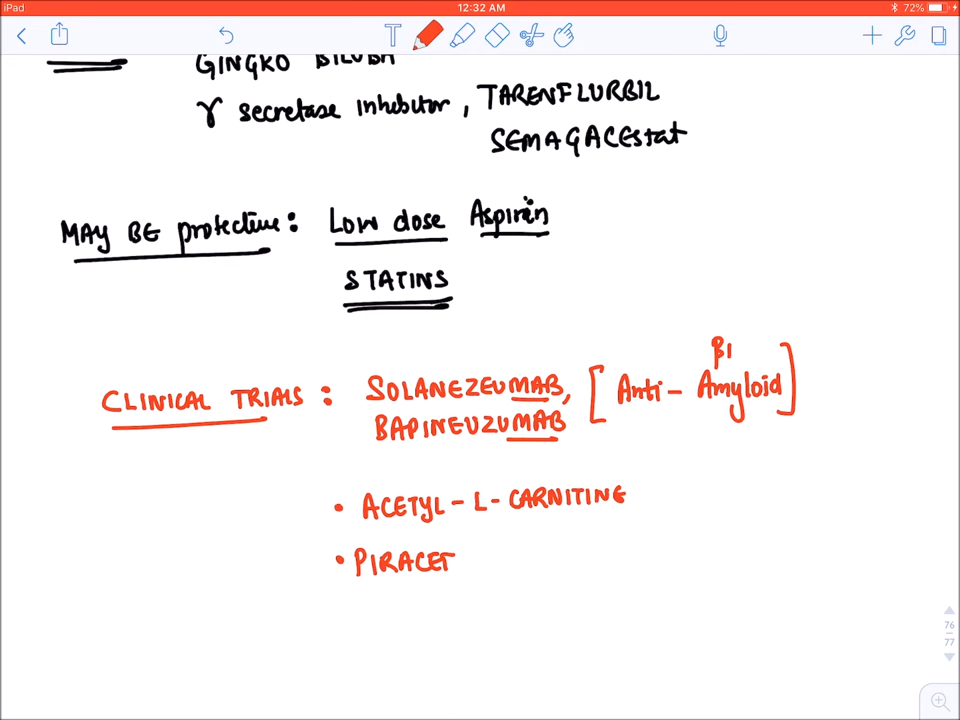 iPad 12:32 AM 72%
T
GINGKO BILOBA
γ secretase inhibitor, TARENFLURBIL
SEMAGACEstat
MAY BE protective: Low dose Aspirin
STATINS
β1
CLINICAL TRIALS: SOLANEZEUMAB, [Anti-Amyloid]
BAPINEUZUMAB
• ACETYL-L-CARNITINE
• PIRACET
76
77